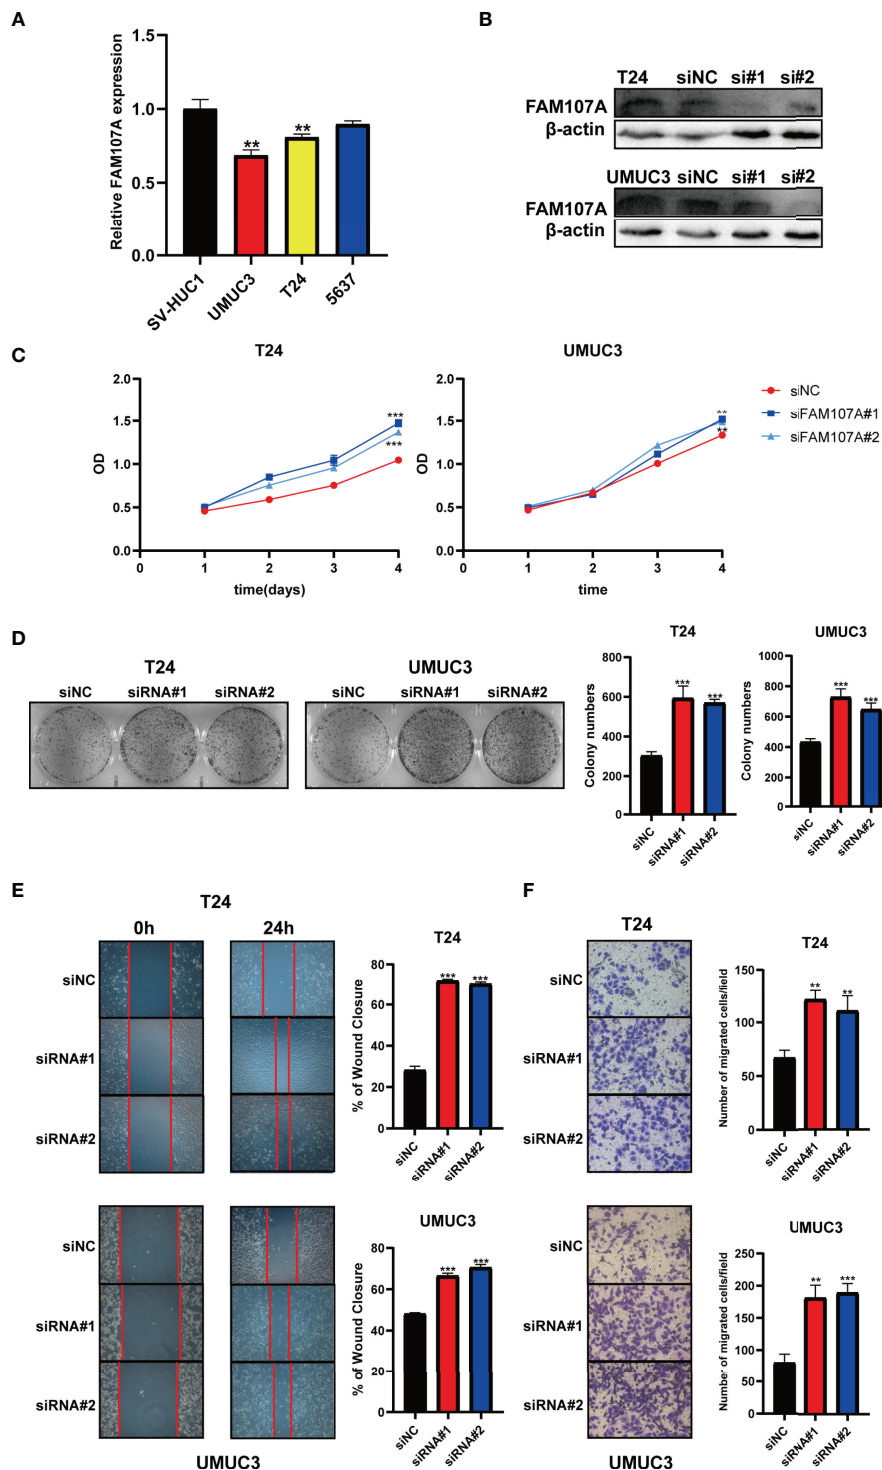 A
Relative FAM107A expression
1.5
1.0
0.5
0.0
**
**
SV-HUC1
UMUC3
T24
5637
B
T24 siNC si#1 si#2
FAM107A
β-actin
UMUC3 siNC si#1 si#2
FAM107A
β-actin
C
T24
OD
2.0
1.5
1.0
0.5
0.0
0 1 2 3 4
time(days)
***
***
UMUC3
OD
2.0
1.5
1.0
0.5
0.0
0 1 2 3 4
time
**
**
siNC
siFAM107A#1
siFAM107A#2
D
T24
siNC siRNA#1 siRNA#2
UMUC3
siNC siRNA#1 siRNA#2
T24
Colony numbers
800
600
400
200
0
***
***
siNC
siRNA#1
siRNA#2
UMUC3
Colony numbers
1000
800
600
400
200
0
***
***
siNC
siRNA#1
siRNA#2
E
T24
0h 24h
siNC
siRNA#1
siRNA#2
T24
% of Wound Closure
80
60
40
20
0
***
***
siNC
siRNA#1
siRNA#2
siNC
siRNA#1
siRNA#2
UMUC3
UMUC3
% of Wound Closure
80
60
40
20
0
***
***
siNC
siRNA#1
siRNA#2
F
T24
siNC
siRNA#1
siRNA#2
T24
Number of migrated cells/field
150
100
50
0
**
**
siNC
siRNA#1
siRNA#2
siNC
siRNA#1
siRNA#2
UMUC3
UMUC3
Number of migrated cells/field
250
200
150
100
50
0
**
***
siNC
siRNA#1
siRNA#2